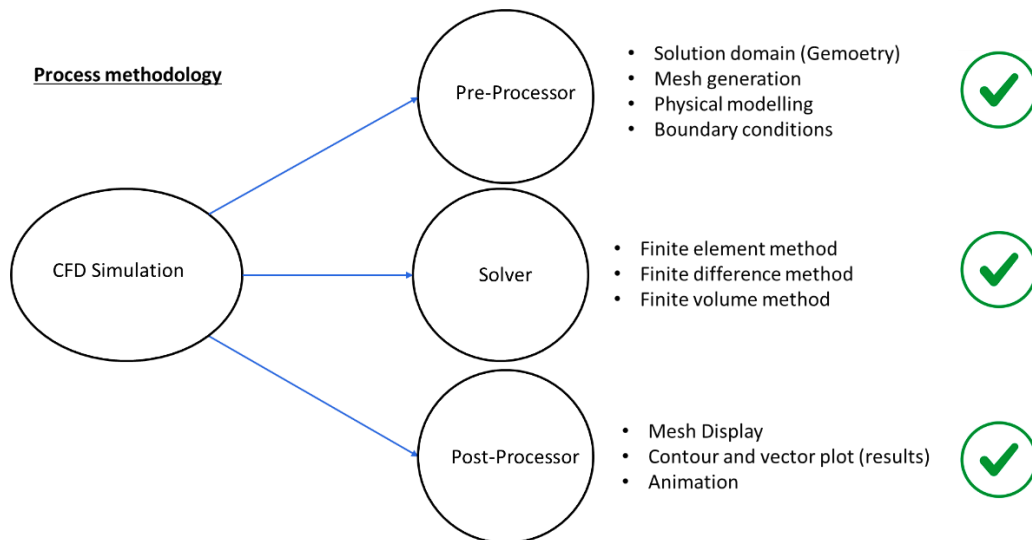 Process methodology
Pre-Processor
• Solution domain (Gemoetry)
• Mesh generation
• Physical modelling
• Boundary conditions
CFD Simulation
Solver
• Finite element method
• Finite difference method
• Finite volume method
Post-Processor
• Mesh Display
• Contour and vector plot (results)
• Animation